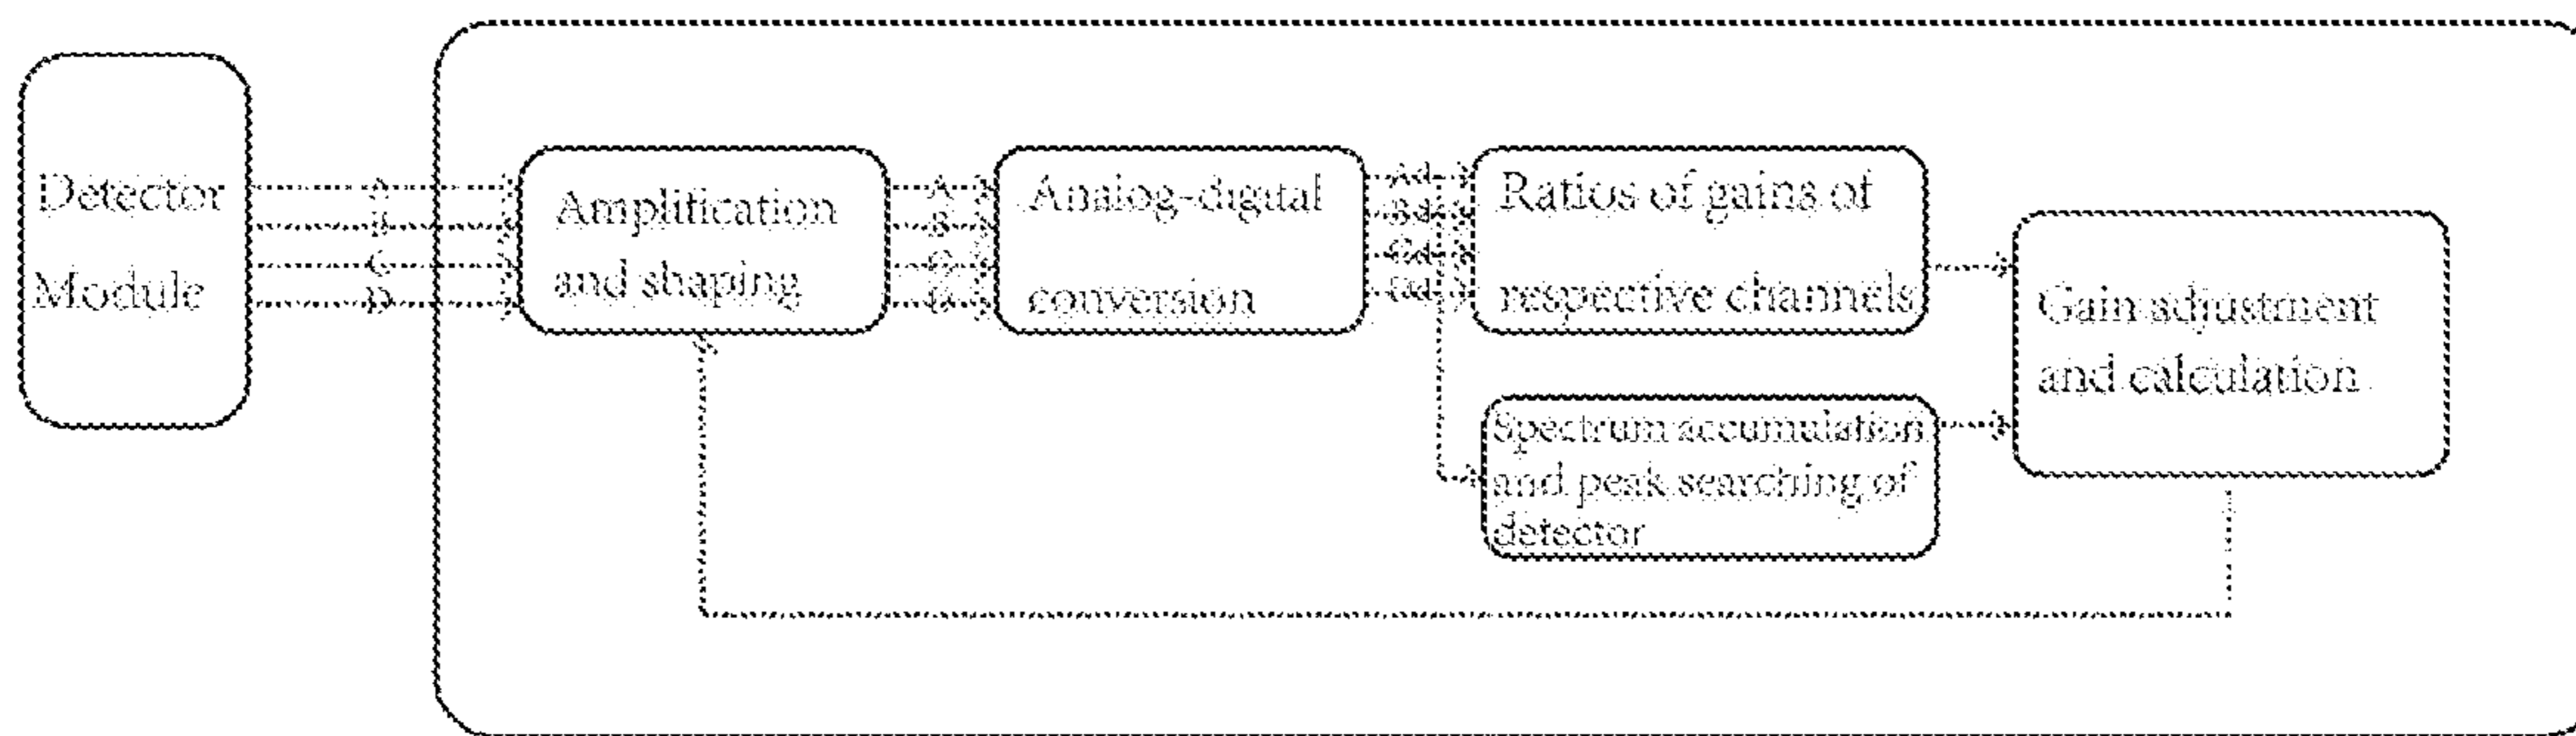 Detector
Module
A
B
C
D
Amplification
and shaping
A
B
C
D
Analog-digital
conversion
Ad
Bd
Cd
Dd
Ratios of gains of
respective channels
Spectrum accumulation
and peak searching of
detector
Gain adjustment
and calculation